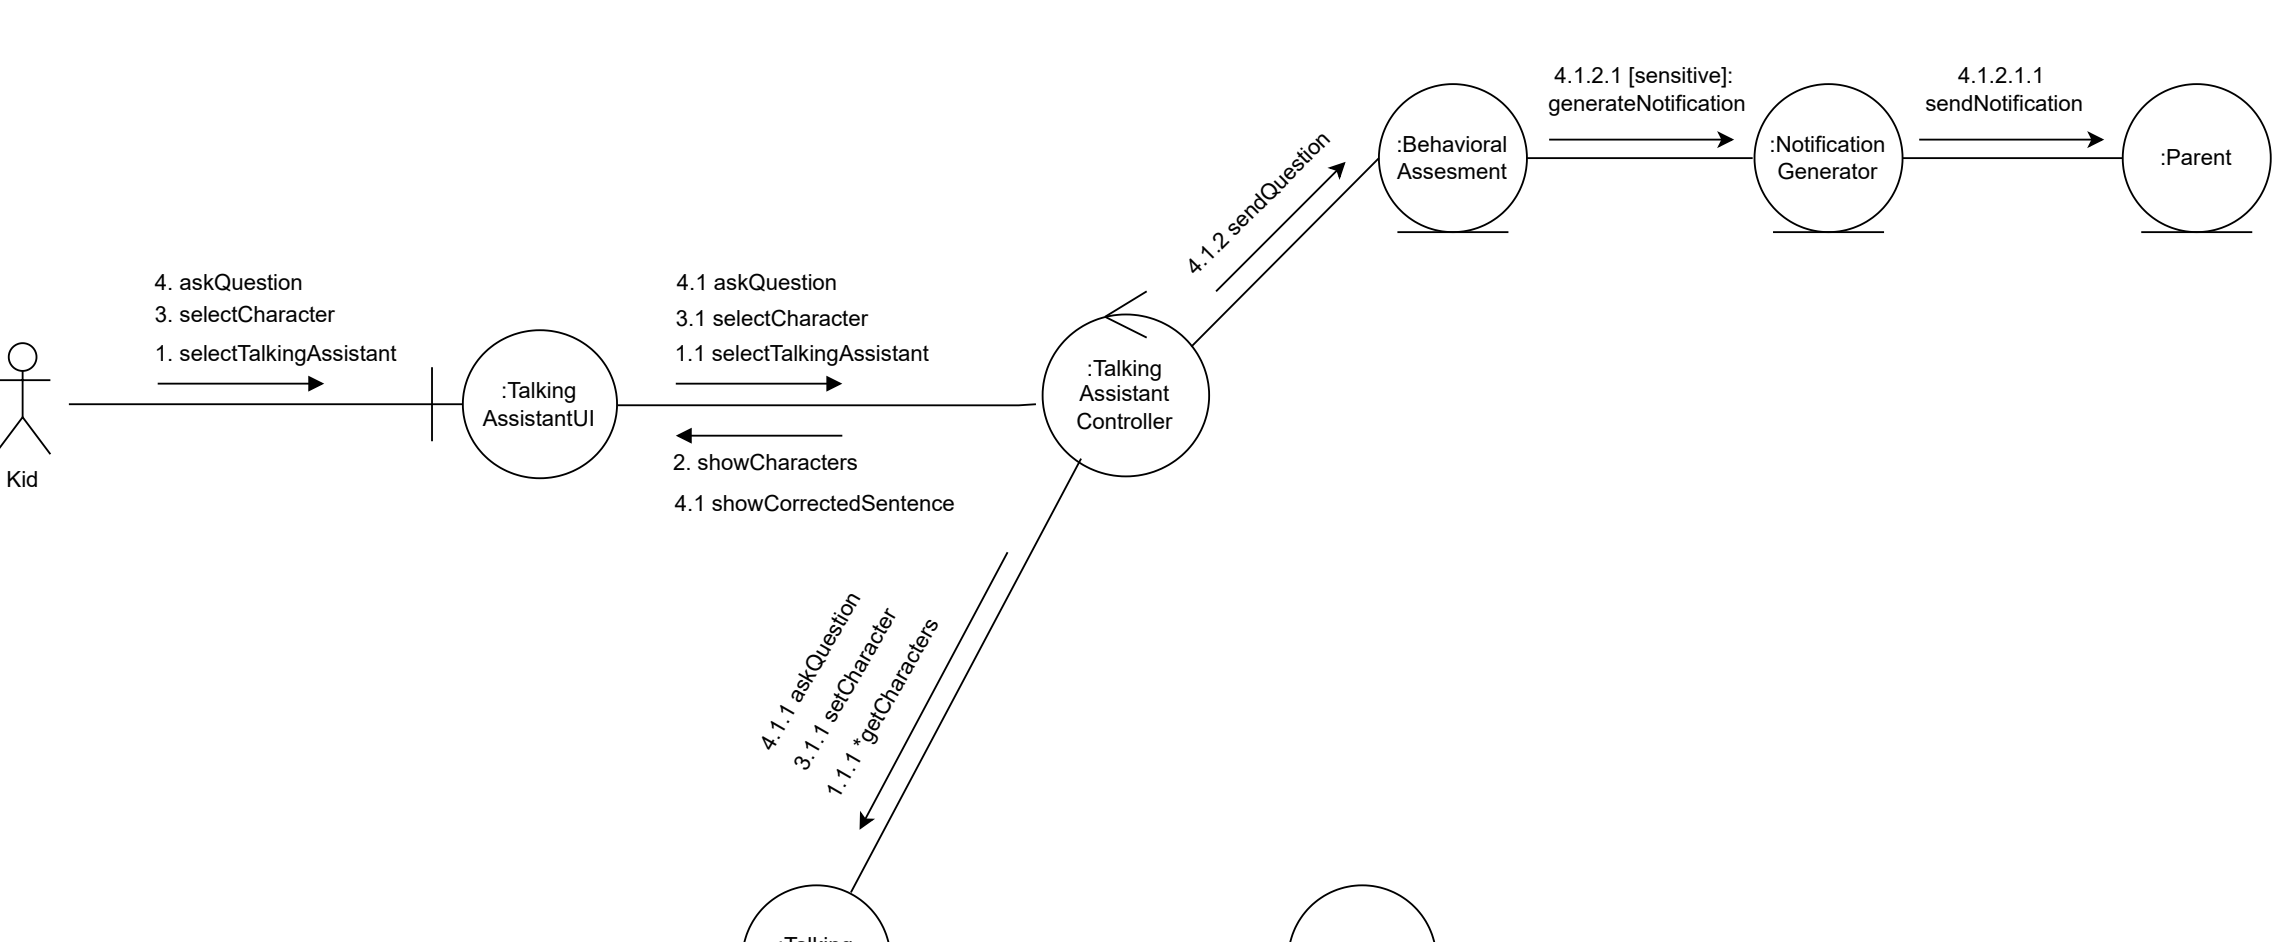 4.1.2.1 [sensitive]:
generateNotification
4.1.2.1.1
sendNotification
:Behavioral
Assesment
:Notification
Generator
:Parent
4.1.2 sendQuestion
4. askQuestion
3. selectCharacter
1. selectTalkingAssistant
4.1 askQuestion
3.1 selectCharacter
1.1 selectTalkingAssistant
:Talking
AssistantUI
:Talking
Assistant
Controller
Kid
2. showCharacters
4.1 showCorrectedSentence
4.1.1 askQuestion
3.1.1 setCharacter
1.1.1 *getCharacters
:Talking